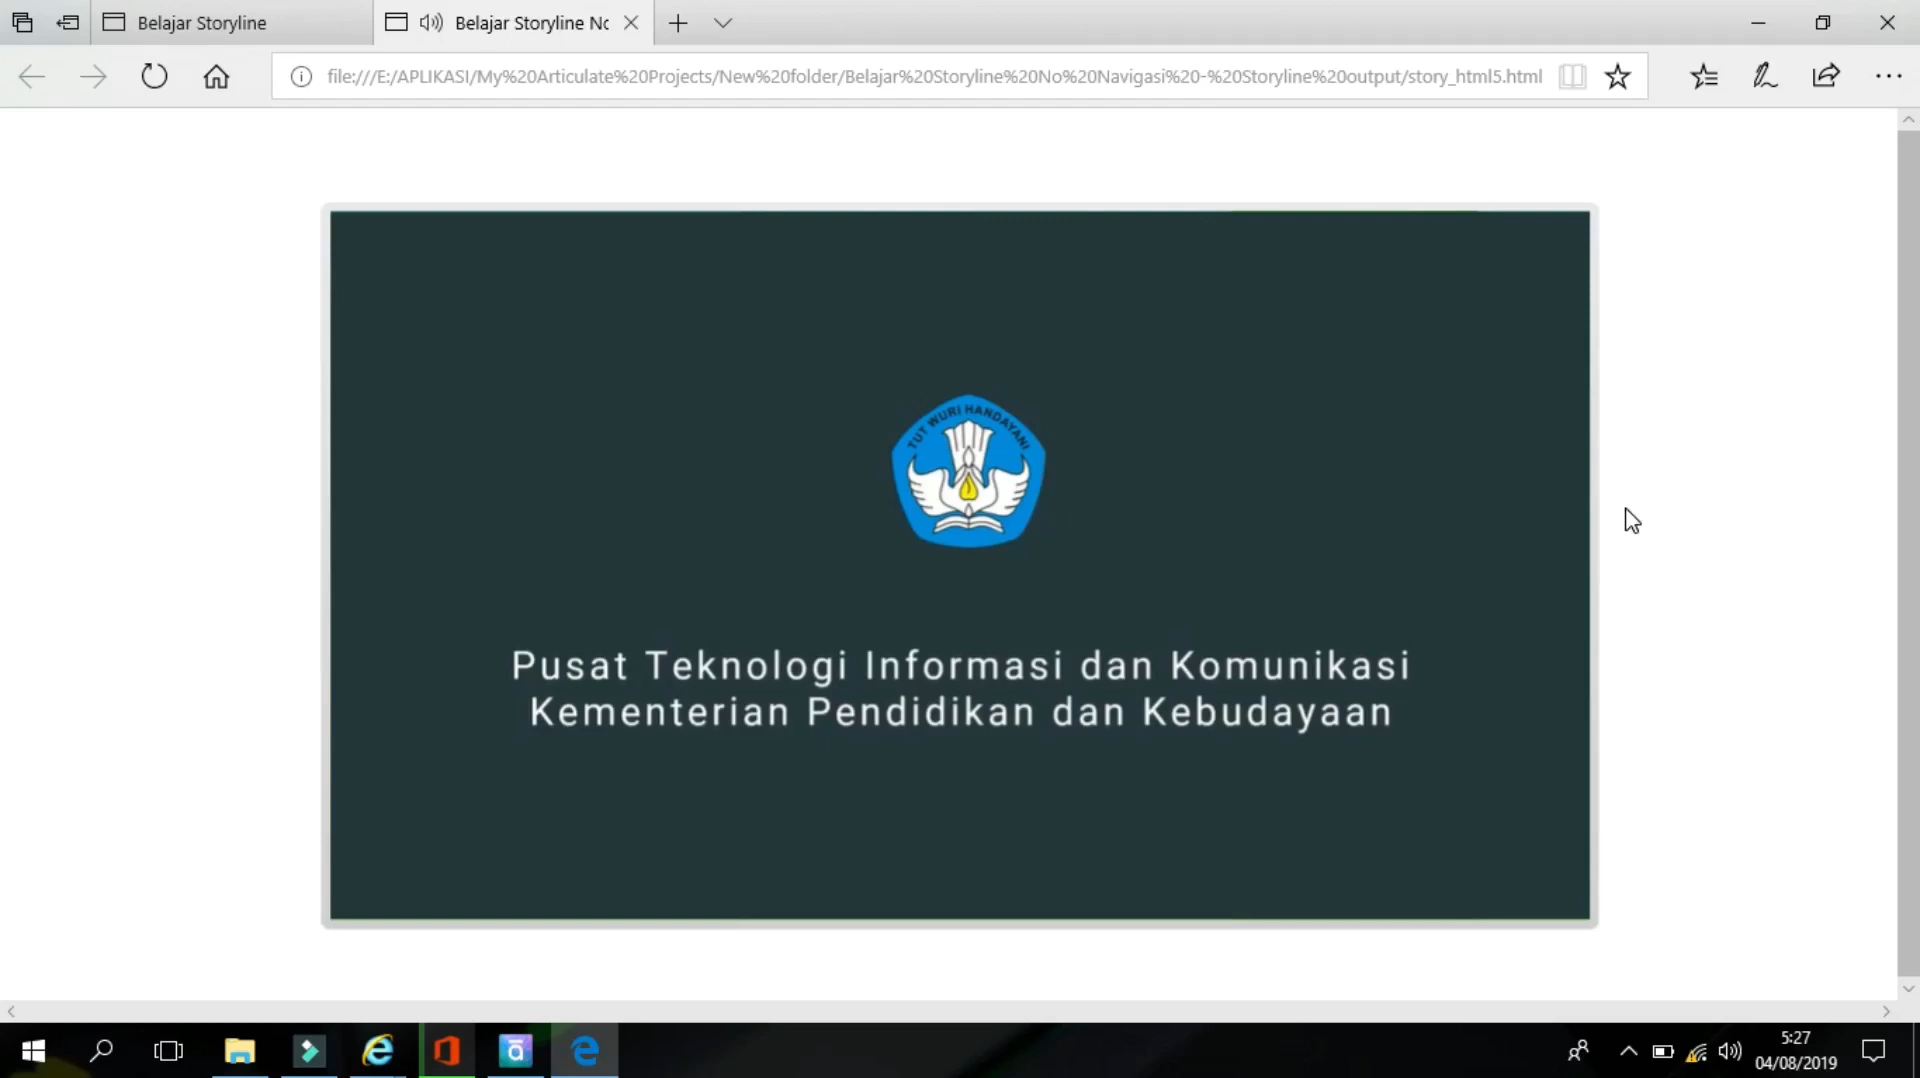 Belajar Storyline
Belajar Storyline Nc
file:///E:/APLIKASI/My%20Articulate%20Projects/New%20folder/Belajar%20Storyline%20No%20Navigasi%20-%20Storyline%20output/story_html5.html
TUT WURI HANDAYANI
Pusat Teknologi Informasi dan Komunikasi
Kementerian Pendidikan dan Kebudayaan
5:27
04/08/2019